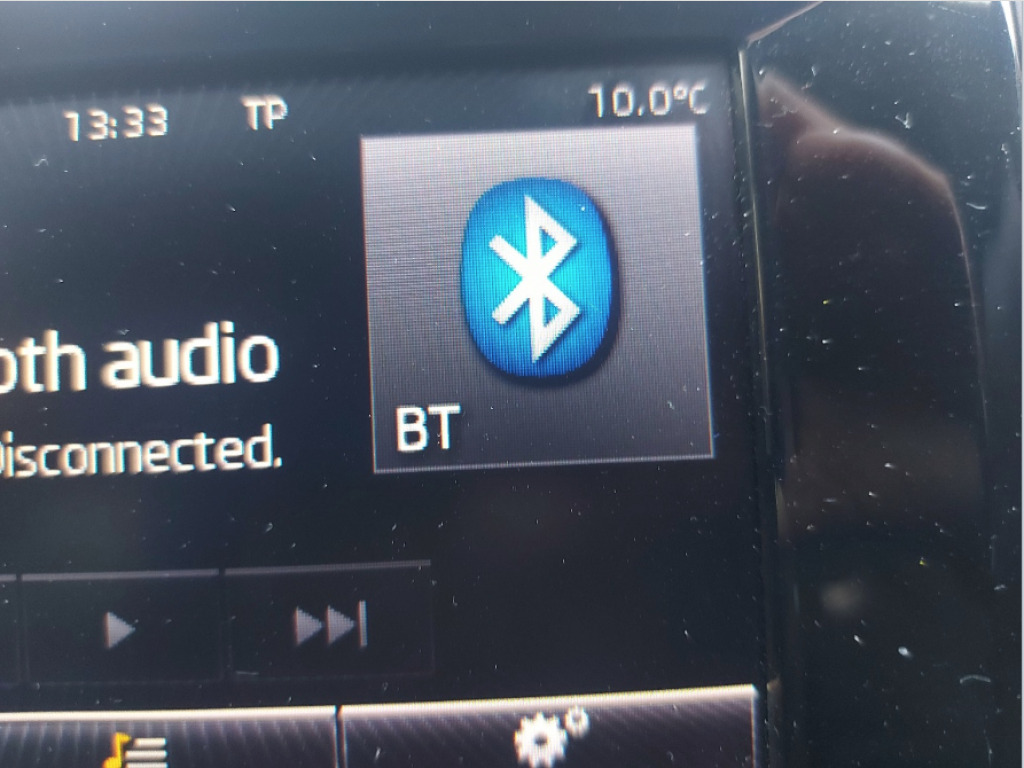 13:33 TP 10.0°C
oth audio
isconnected.
BT